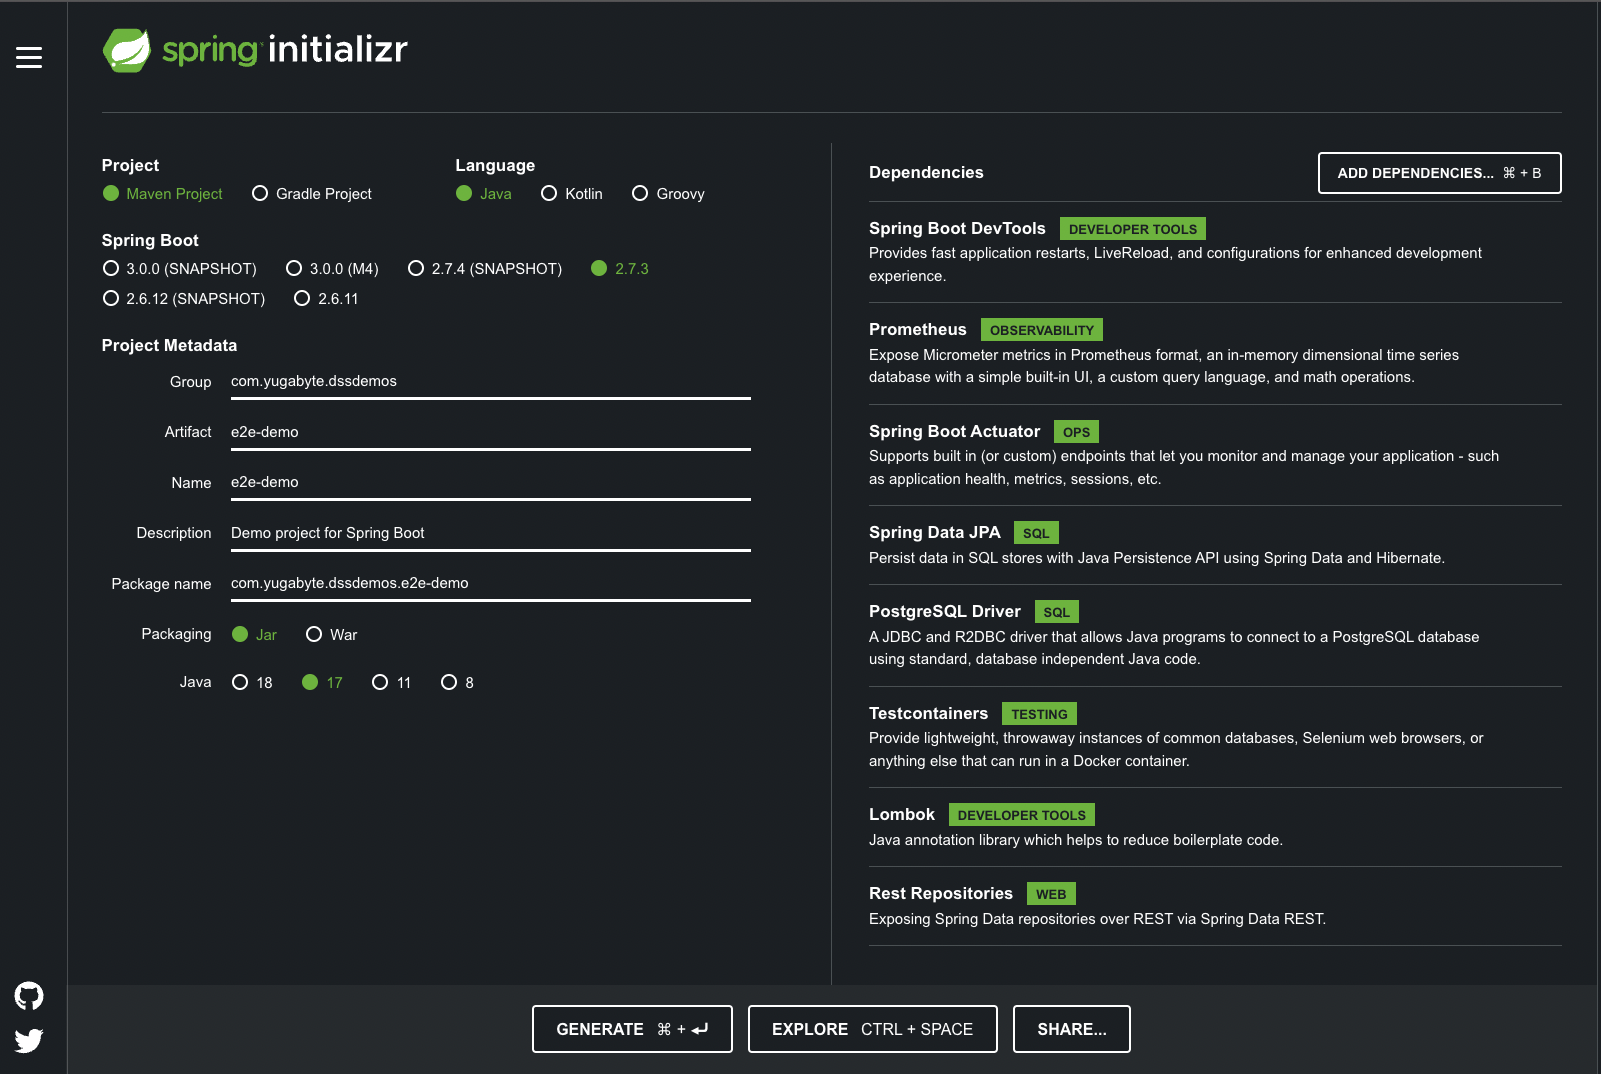 spring initializr
Project
Maven Project Gradle Project
Language
Java Kotlin Groovy
Spring Boot
3.0.0 (SNAPSHOT) 3.0.0 (M4) 2.7.4 (SNAPSHOT) 2.7.3
2.6.12 (SNAPSHOT) 2.6.11
Project Metadata
Group com.yugabyte.dssdemos
Artifact e2e-demo
Name e2e-demo
Description Demo project for Spring Boot
Package name com.yugabyte.dssdemos.e2e-demo
Packaging Jar War
Java 18 17 11 8
Dependencies
ADD DEPENDENCIES... ⌘ + B
Spring Boot DevTools DEVELOPER TOOLS
Provides fast application restarts, LiveReload, and configurations for enhanced development
experience.
Prometheus OBSERVABILITY
Expose Micrometer metrics in Prometheus format, an in-memory dimensional time series
database with a simple built-in UI, a custom query language, and math operations.
Spring Boot Actuator OPS
Supports built in (or custom) endpoints that let you monitor and manage your application - such
as application health, metrics, sessions, etc.
Spring Data JPA SQL
Persist data in SQL stores with Java Persistence API using Spring Data and Hibernate.
PostgreSQL Driver SQL
A JDBC and R2DBC driver that allows Java programs to connect to a PostgreSQL database
using standard, database independent Java code.
Testcontainers TESTING
Provide lightweight, throwaway instances of common databases, Selenium web browsers, or
anything else that can run in a Docker container.
Lombok DEVELOPER TOOLS
Java annotation library which helps to reduce boilerplate code.
Rest Repositories WEB
Exposing Spring Data repositories over REST via Spring Data REST.
GENERATE ⌘ + ⏎
EXPLORE CTRL + SPACE
SHARE...